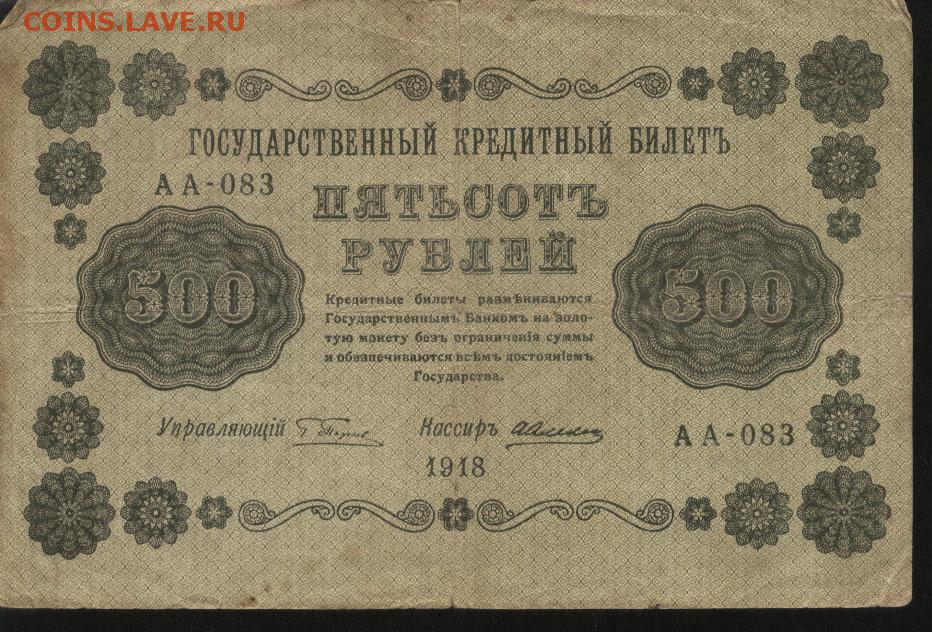 COINS.LAVE.RU
ГОСУДАРСТВЕННЫЙ КРЕДИТНЫЙ БИЛЕТЪ
АА-083
ПЯТЬСОТЪ
РУБЛЕЙ
500
500
Кредитные билеты размѣниваются
Государственнымъ Банкомъ на золо-
тую монету безъ ограниченія суммы
и обезпечиваются всѣмъ достояніемъ
Государства.
Управляющій
Кассиръ
АА-083
1918